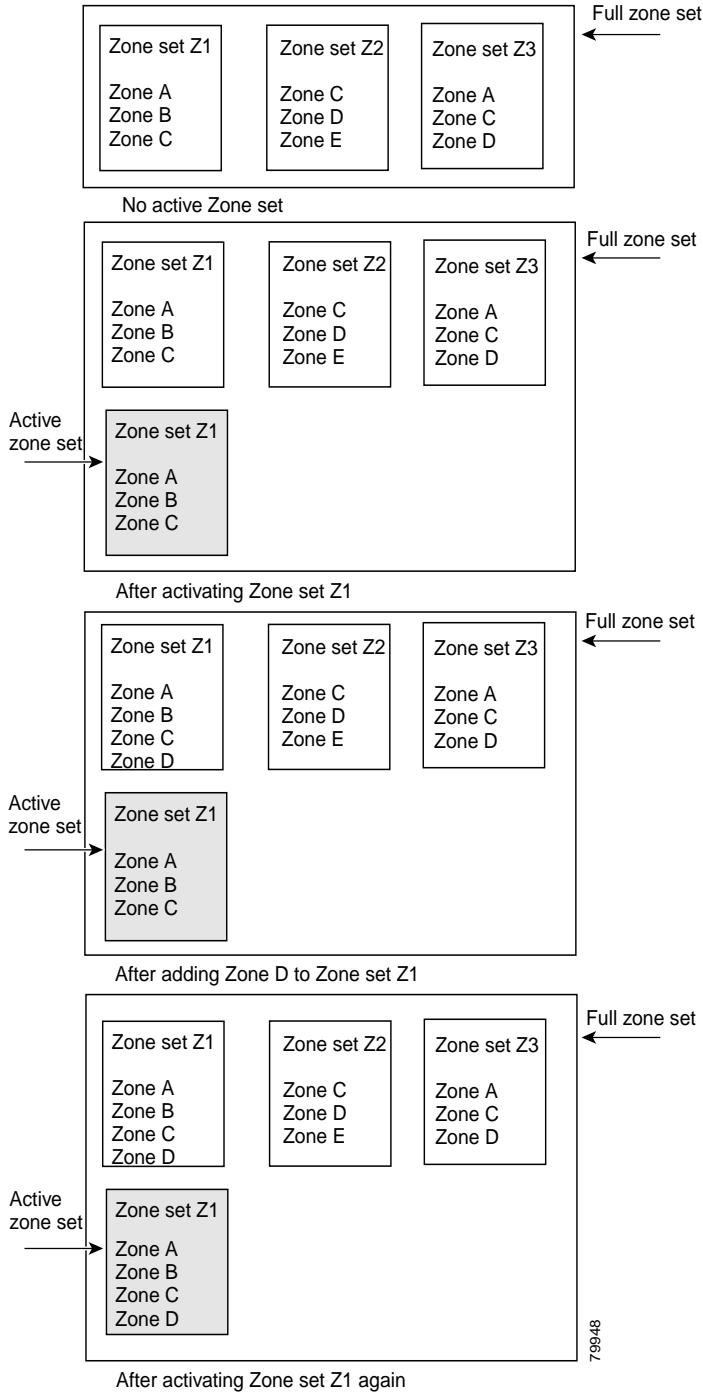 Full zone set
Zone set Z1
Zone A
Zone B
Zone C
Zone set Z2
Zone C
Zone D
Zone E
Zone set Z3
Zone A
Zone C
Zone D
No active Zone set
Full zone set
Zone set Z1
Zone A
Zone B
Zone C
Zone set Z2
Zone C
Zone D
Zone E
Zone set Z3
Zone A
Zone C
Zone D
Active
zone set
Zone set Z1
Zone A
Zone B
Zone C
After activating Zone set Z1
Full zone set
Zone set Z1
Zone A
Zone B
Zone C
Zone D
Zone set Z2
Zone C
Zone D
Zone E
Zone set Z3
Zone A
Zone C
Zone D
Active
zone set
Zone set Z1
Zone A
Zone B
Zone C
After adding Zone D to Zone set Z1
Full zone set
Zone set Z1
Zone A
Zone B
Zone C
Zone D
Zone set Z2
Zone C
Zone D
Zone E
Zone set Z3
Zone A
Zone C
Zone D
Active
zone set
Zone set Z1
Zone A
Zone B
Zone C
Zone D
79948
After activating Zone set Z1 again